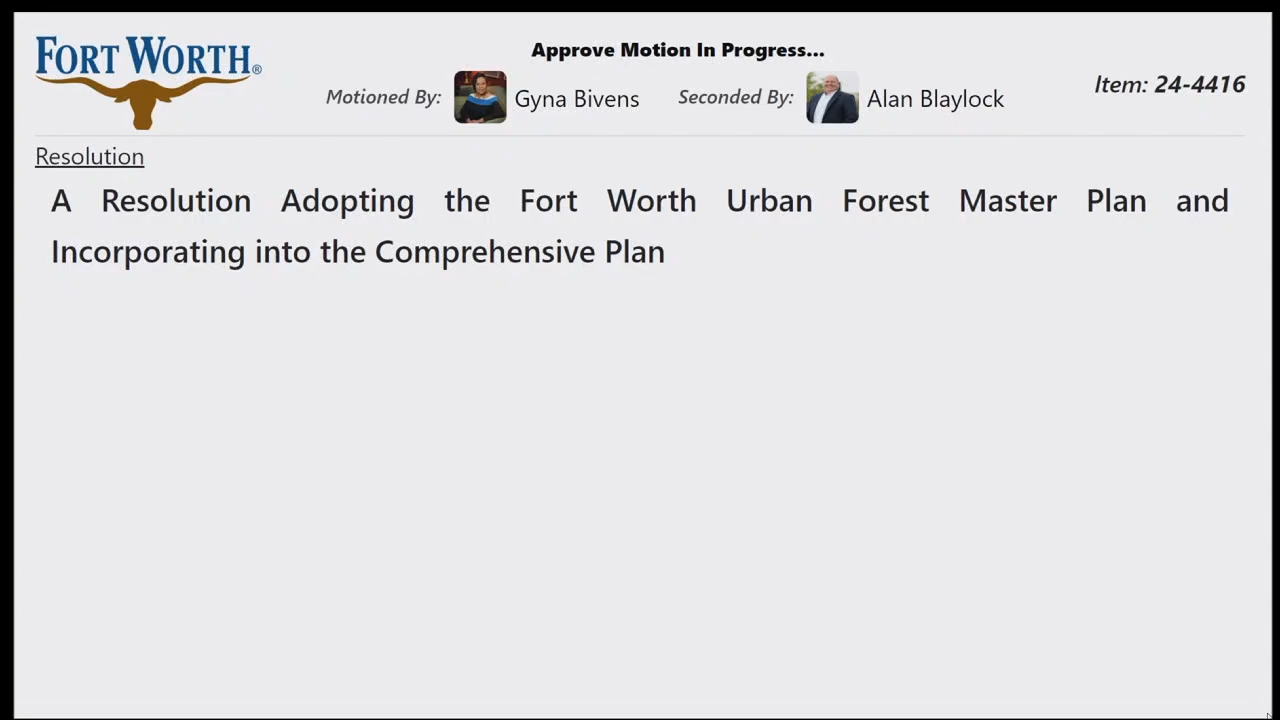 FORT WORTH®
Approve Motion In Progress...
Motioned By: Gyna Bivens Seconded By: Alan Blaylock
Item: 24-4416
Resolution
A Resolution Adopting the Fort Worth Urban Forest Master Plan and
Incorporating into the Comprehensive Plan